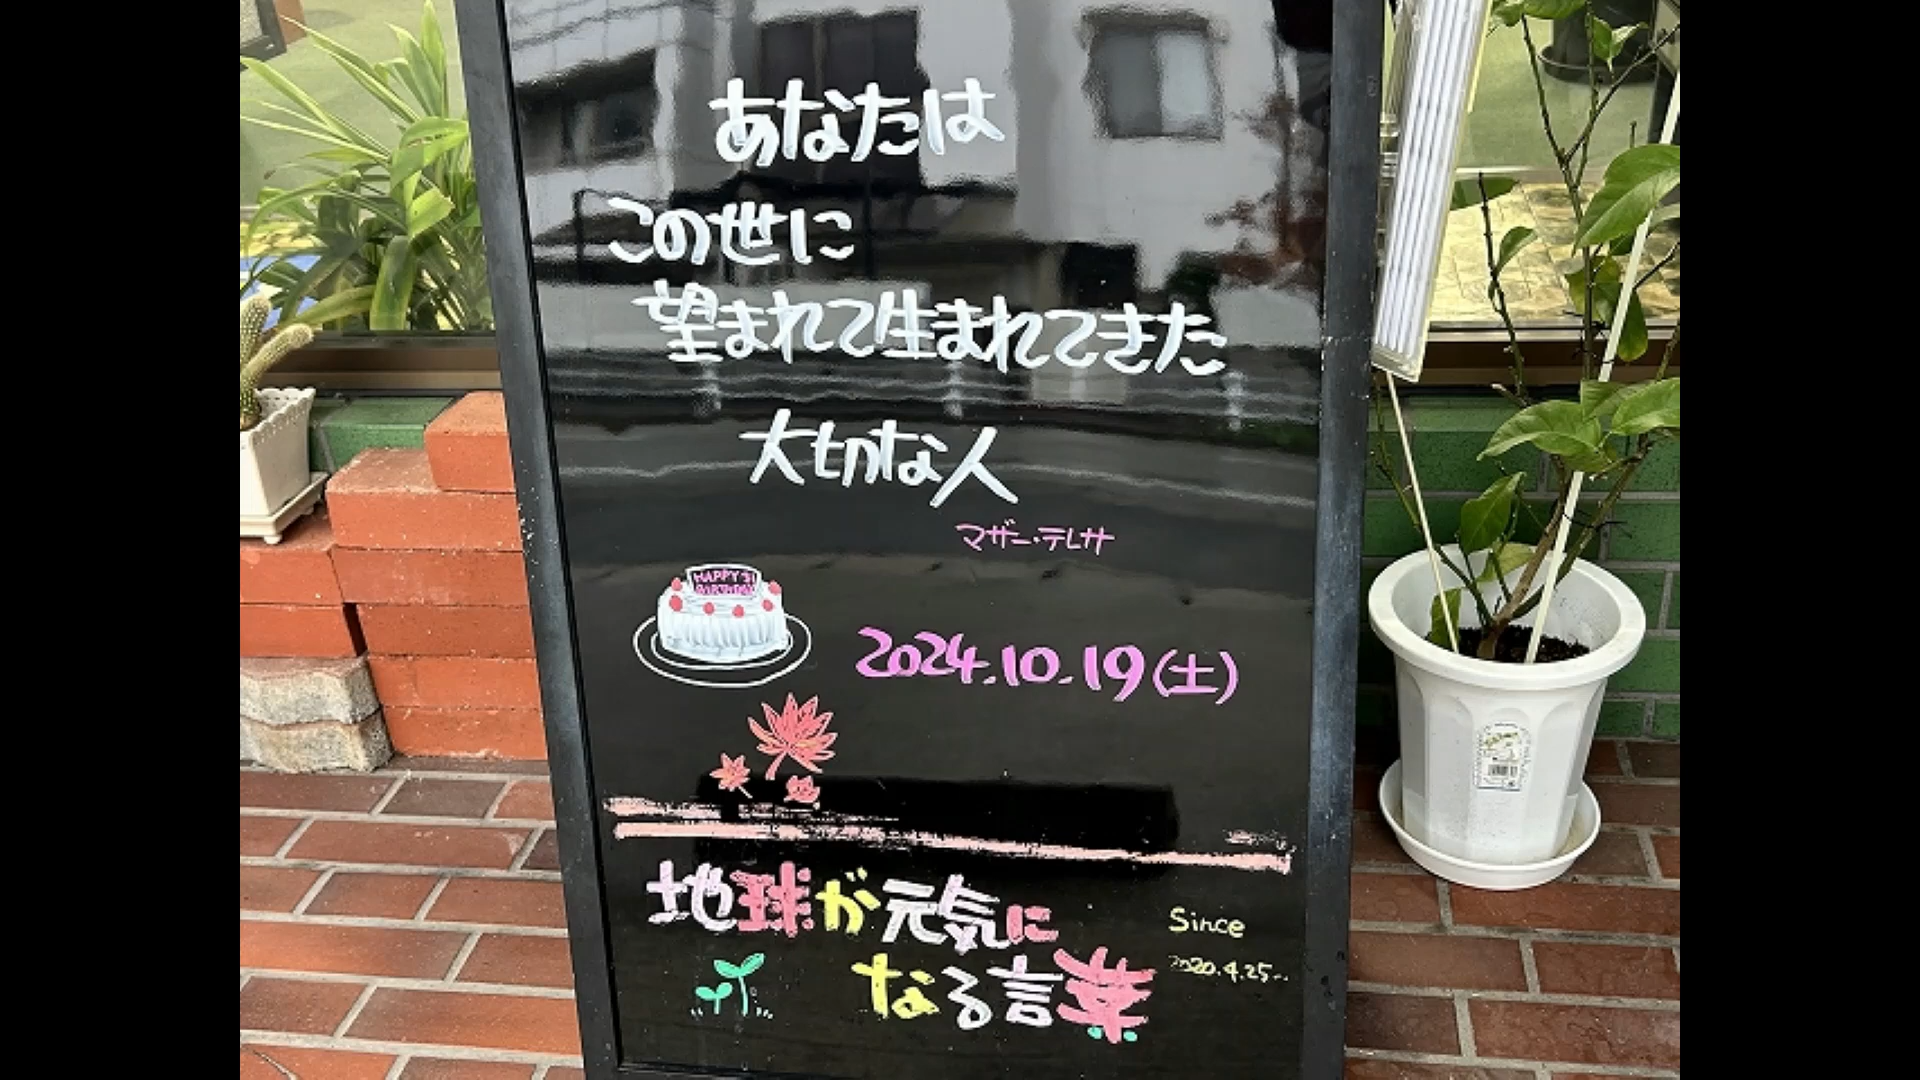 あなたは
この世に
望まれて生まれてきた
大切な人
マザー・テレサ
HAPPY
BIRTHDAY
2024.10.19(土)
地球が元気に
なる言葉
Since
2020.4.25~